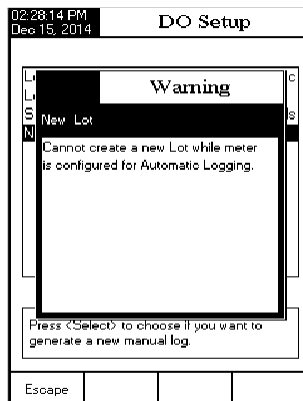 02:28:14 PM
Dec 15, 2014
DO Setup
Warning
New Lot
Cannot create a new Lot while meter
is configured for Automatic Logging.
Press <Select> to choose if you want to
generate a new manual log.
Escape